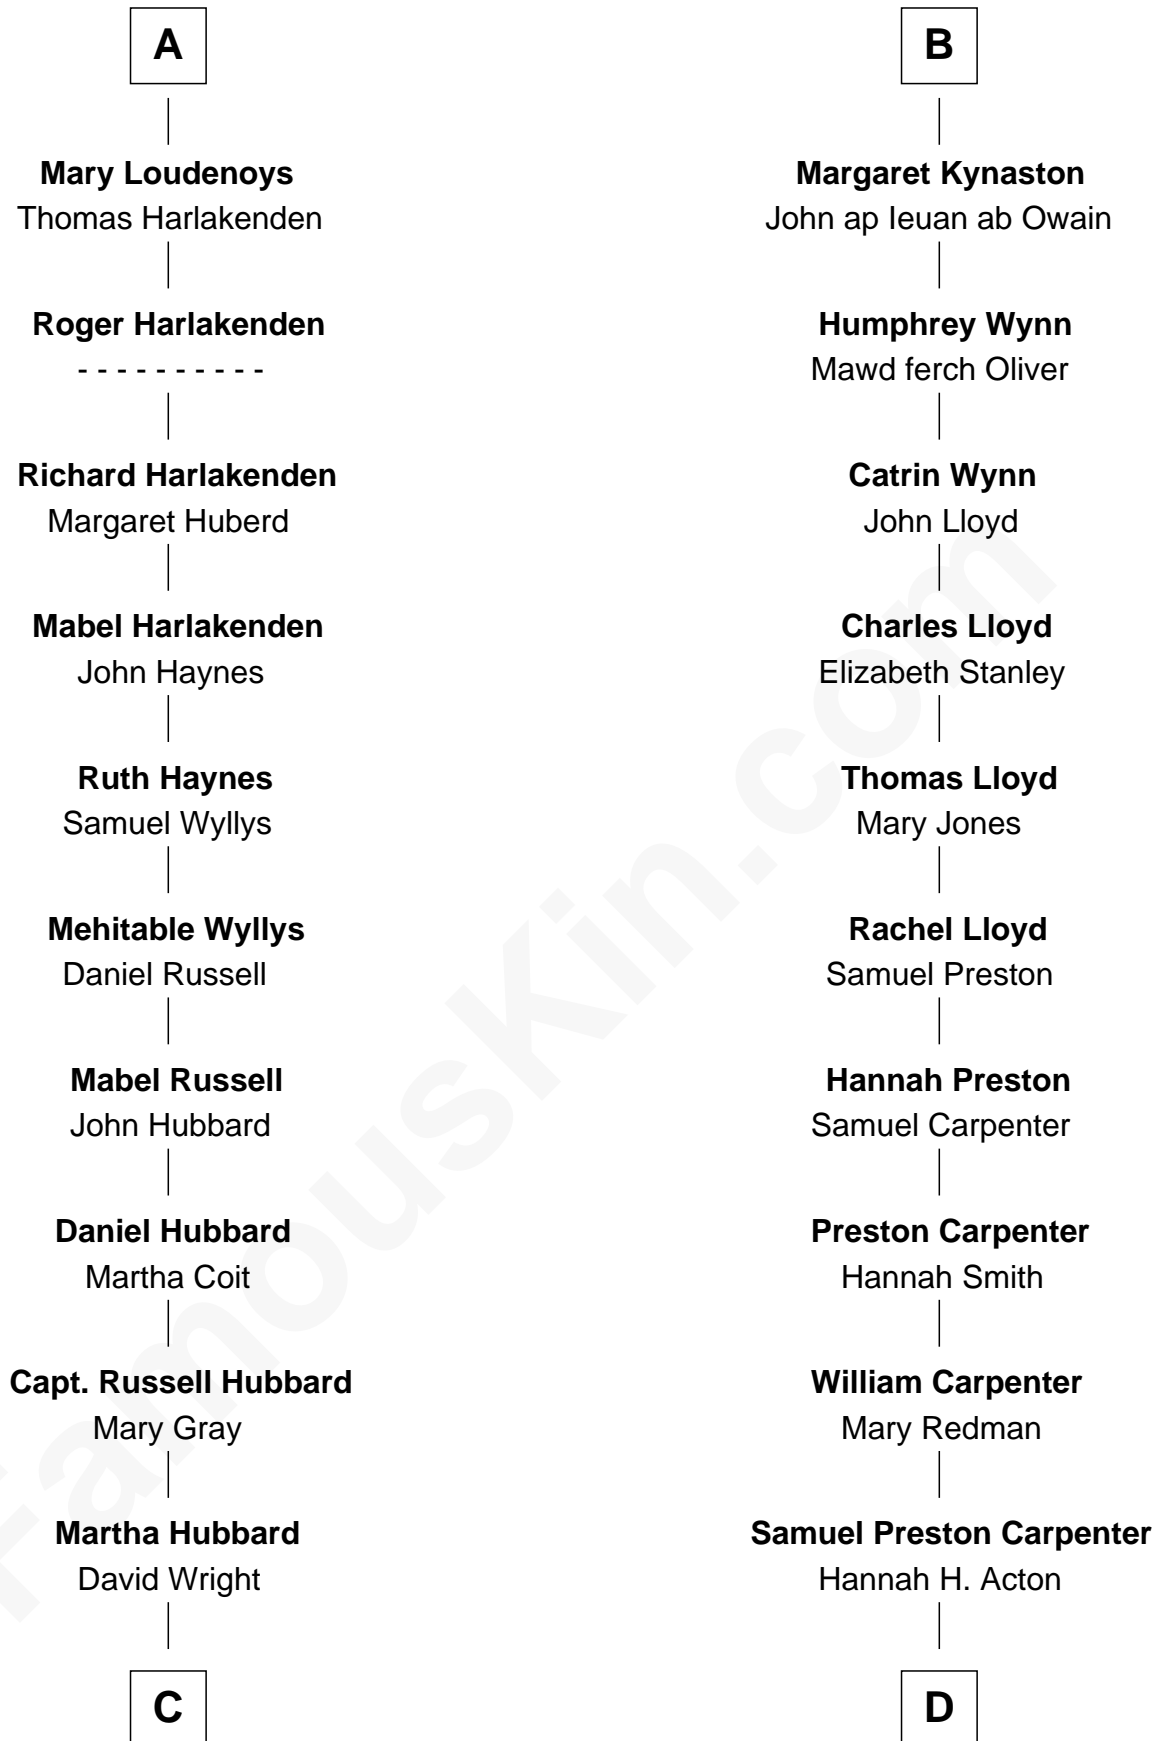 A
Mary Loudenoys
Thomas Harlakenden
Roger Harlakenden
- - - - - - - - - -
Richard Harlakenden
Margaret Huberd
Mabel Harlakenden
John Haynes
Ruth Haynes
Samuel Wyllys
Mehitable Wyllys
Daniel Russell
Mabel Russell
John Hubbard
Daniel Hubbard
Martha Coit
Capt. Russell Hubbard
Mary Gray
Martha Hubbard
David Wright
C
B
Margaret Kynaston
John ap Ieuan ab Owain
Humphrey Wynn
Mawd ferch Oliver
Catrin Wynn
John Lloyd
Charles Lloyd
Elizabeth Stanley
Thomas Lloyd
Mary Jones
Rachel Lloyd
Samuel Preston
Hannah Preston
Samuel Carpenter
Preston Carpenter
Hannah Smith
William Carpenter
Mary Redman
Samuel Preston Carpenter
Hannah H. Acton
D
FamousKin.com